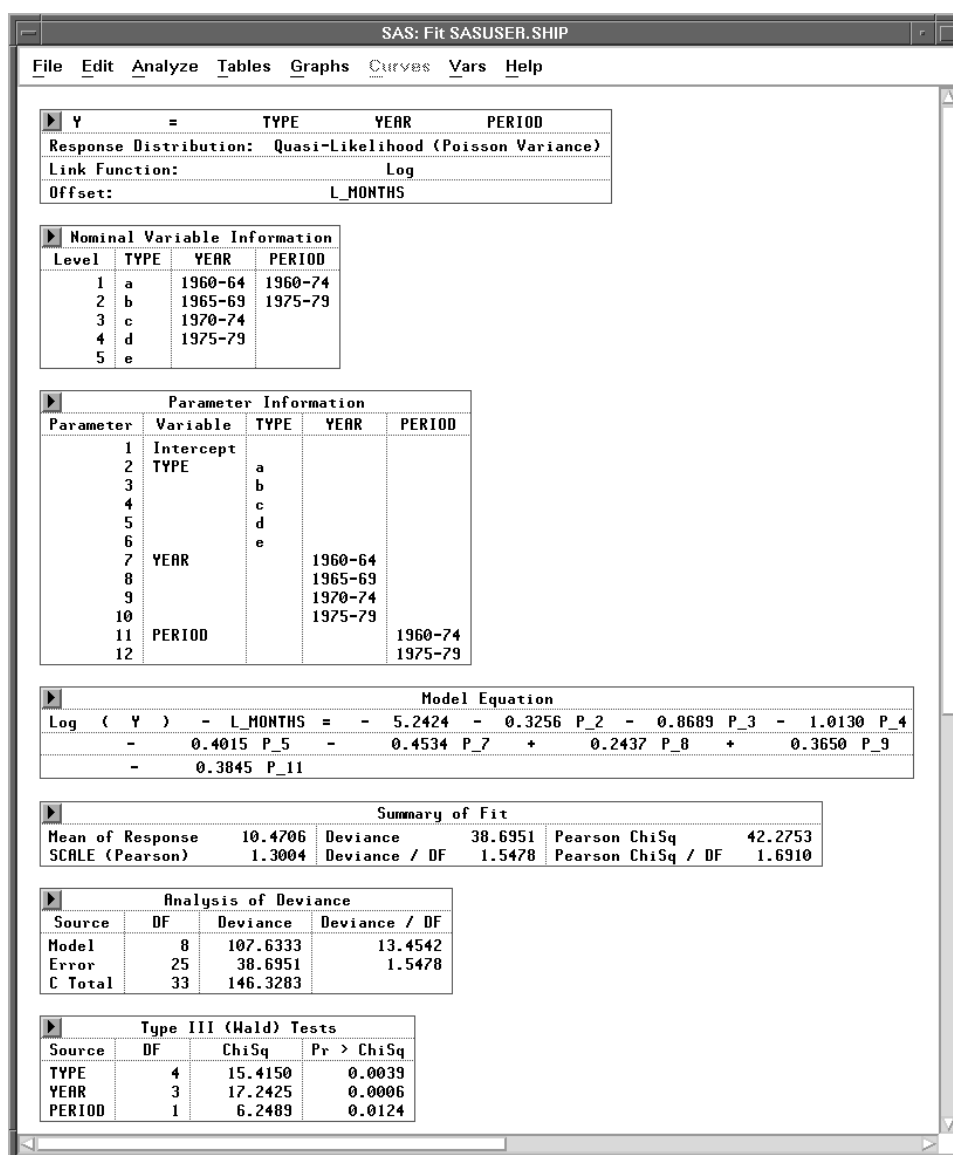 SAS: Fit SASUSER.SHIP
File Edit Analyze Tables Graphs Curves Vars Help
Y = TYPE YEAR PERIOD
Response Distribution: Quasi-Likelihood (Poisson Variance)
Link Function: Log
Offset: L_MONTHS
Nominal Variable Information
Level TYPE YEAR PERIOD
1 a 1960-64 1960-74
2 b 1965-69 1975-79
3 c 1970-74
4 d 1975-79
5 e
Parameter Information
Parameter Variable TYPE YEAR PERIOD
1 Intercept
2 TYPE a
3 b
4 c
5 d
6 e
7 YEAR 1960-64
8 1965-69
9 1970-74
10 1975-79
11 PERIOD 1960-74
12 1975-79
Model Equation
Log ( Y ) - L_MONTHS = - 5.2424 - 0.3256 P_2 - 0.8689 P_3 - 1.0130 P_4
- 0.4015 P_5 - 0.4534 P_7 + 0.2437 P_8 + 0.3650 P_9
- 0.3845 P_11
Summary of Fit
Mean of Response 10.4706 Deviance 38.6951 Pearson ChiSq 42.2753
SCALE (Pearson) 1.3004 Deviance / DF 1.5478 Pearson ChiSq / DF 1.6910
Analysis of Deviance
Source DF Deviance Deviance / DF
Model 8 107.6333 13.4542
Error 25 38.6951 1.5478
C Total 33 146.3283
Type III (Wald) Tests
Source DF ChiSq Pr > ChiSq
TYPE 4 15.4150 0.0039
YEAR 3 17.2425 0.0006
PERIOD 1 6.2489 0.0124